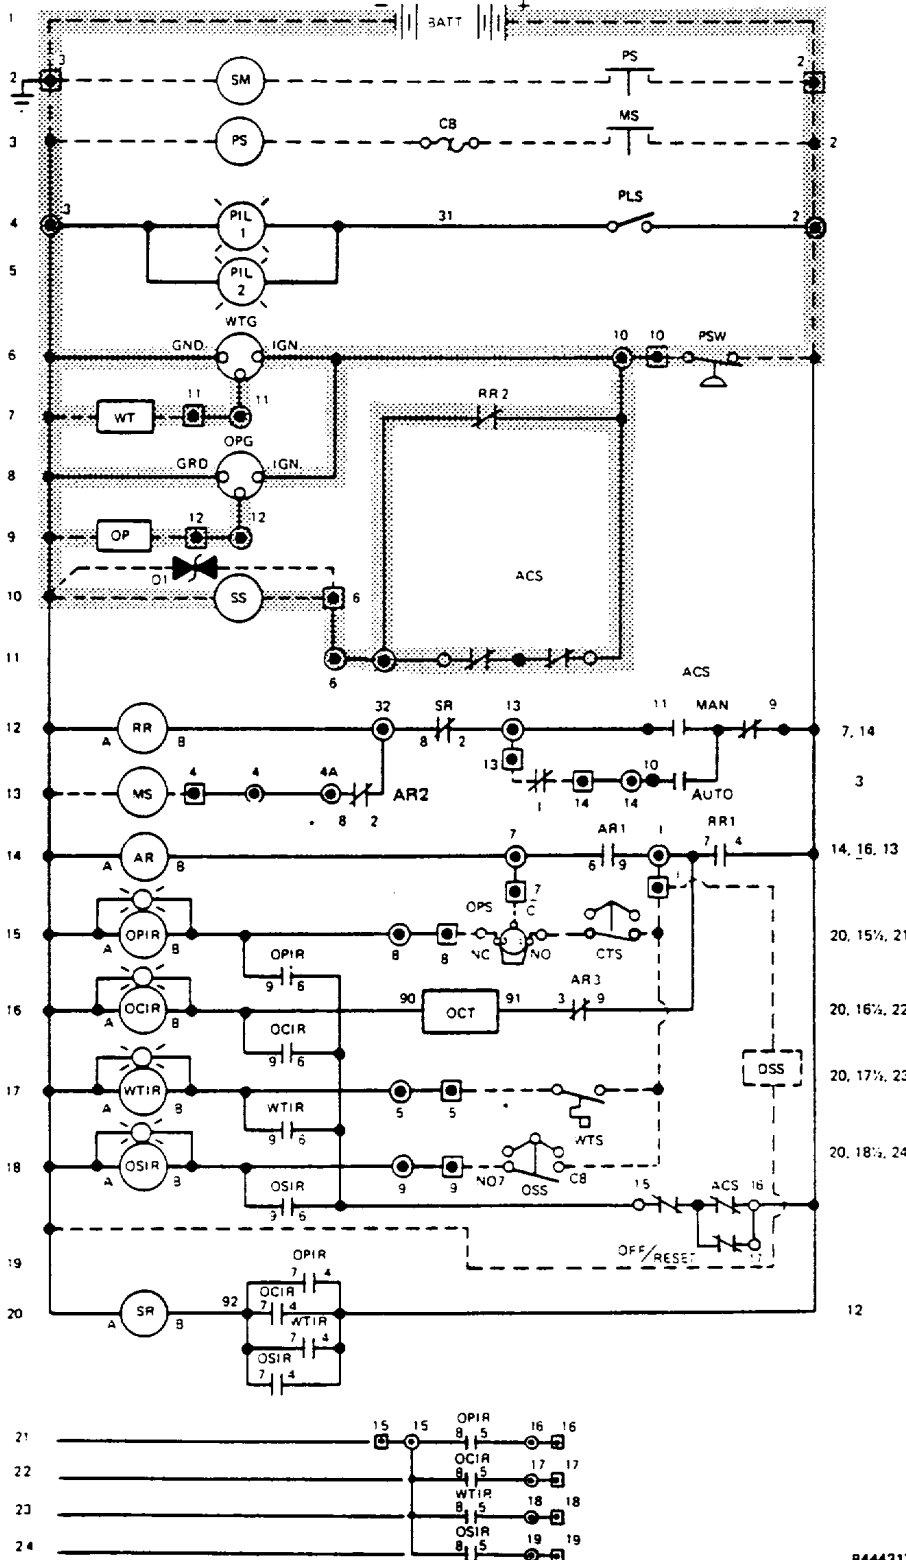 1 - BATT +
2 3 SM PS 2
3 PS CB MS 2
4 3 PIL 1 31 PLS 2
5 PIL 2
WTG
6 GND IGN 10 10 PSW
7 WT 11 11 RR2
OPG
8 GRD IGN
9 OP 12 12
D1 ACS
10 SS 6
11 6
ACS
12 A RR B 32 SR 8 2 13 11 MAN 9 7, 14
13 MS 4 4 4A 8 2 AR2 13 1 14 14 10 AUTO 3
14 A AR B 7 AR1 6 9 1 RR1 7 4 14, 16, 13
7 C 1
15 A OPIR B 8 8 OPS NC NO CTS 20, 15½, 21
OPIR 9 6
16 A OCIR B 90 OCT 91 AR3 3 9 20, 16½, 22
OCIR 9 6
17 A WTIR B 5 5 WTS OSS 20, 17½, 23
WTIR 9 6
18 A OSIR B 9 9 NO7 OSS C8 20, 18½, 24
OSIR 9 6 15 ACS 16
OFF/RESET 17
19 OPIR 7 4
20 A SR B 92 OCIR 7 4 12
WTIR 7 4
OSIR 7 4
21 15 15 OPIR 8 5 16 16
22 OCIR 8 5 17 17
23 WTIR 8 5 18 18
24 OSIR 8 5 19 19